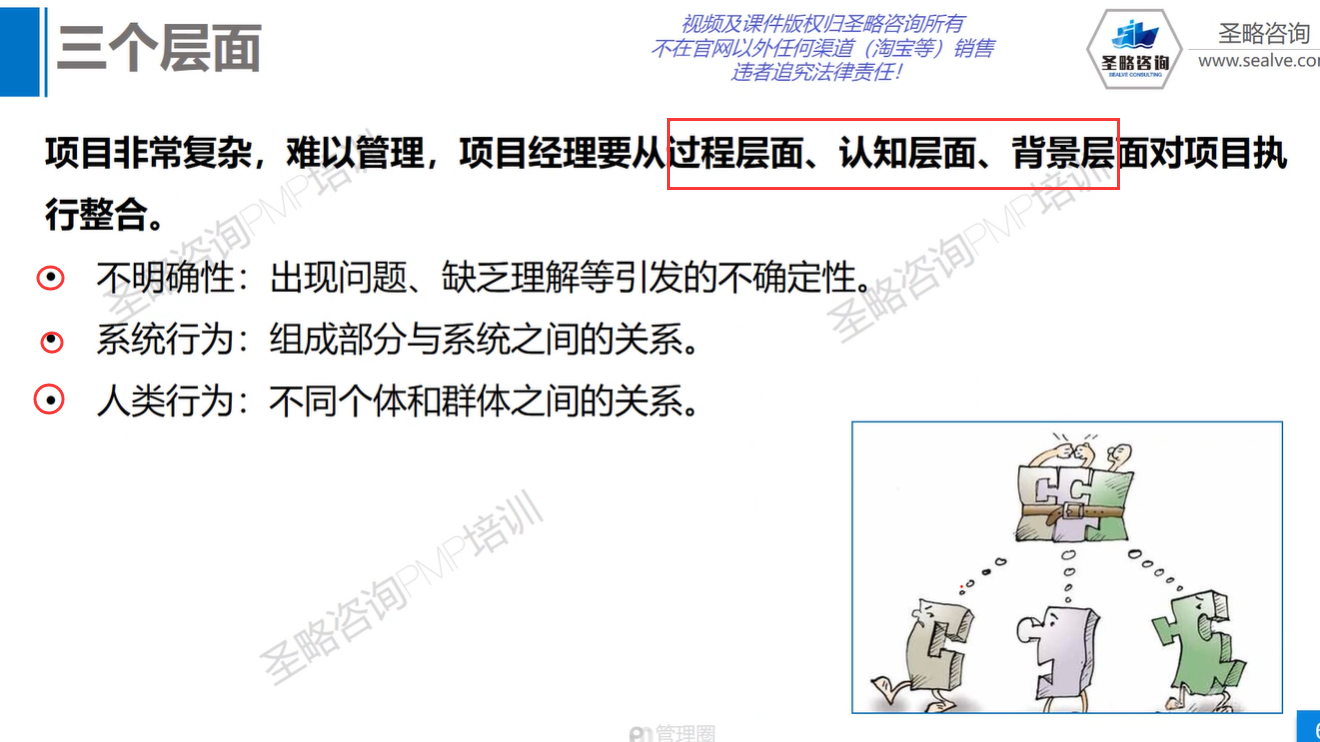 三个层面
视频及课件版权归圣略咨询所有
不在官网以外任何渠道（淘宝等）销售
违者追究法律责任！
圣略咨询
SEALVE CONSULTING
圣略咨询
www.sealve.co
项目非常复杂，难以管理，项目经理要从过程层面、认知层面、背景层面对项目执
行整合。
• 不明确性：出现问题、缺乏理解等引发的不确定性。
• 系统行为：组成部分与系统之间的关系。
• 人类行为：不同个体和群体之间的关系。
圣略咨询PMP培训
圣略咨询PMP培训
圣略咨询PMP培训
管理圈